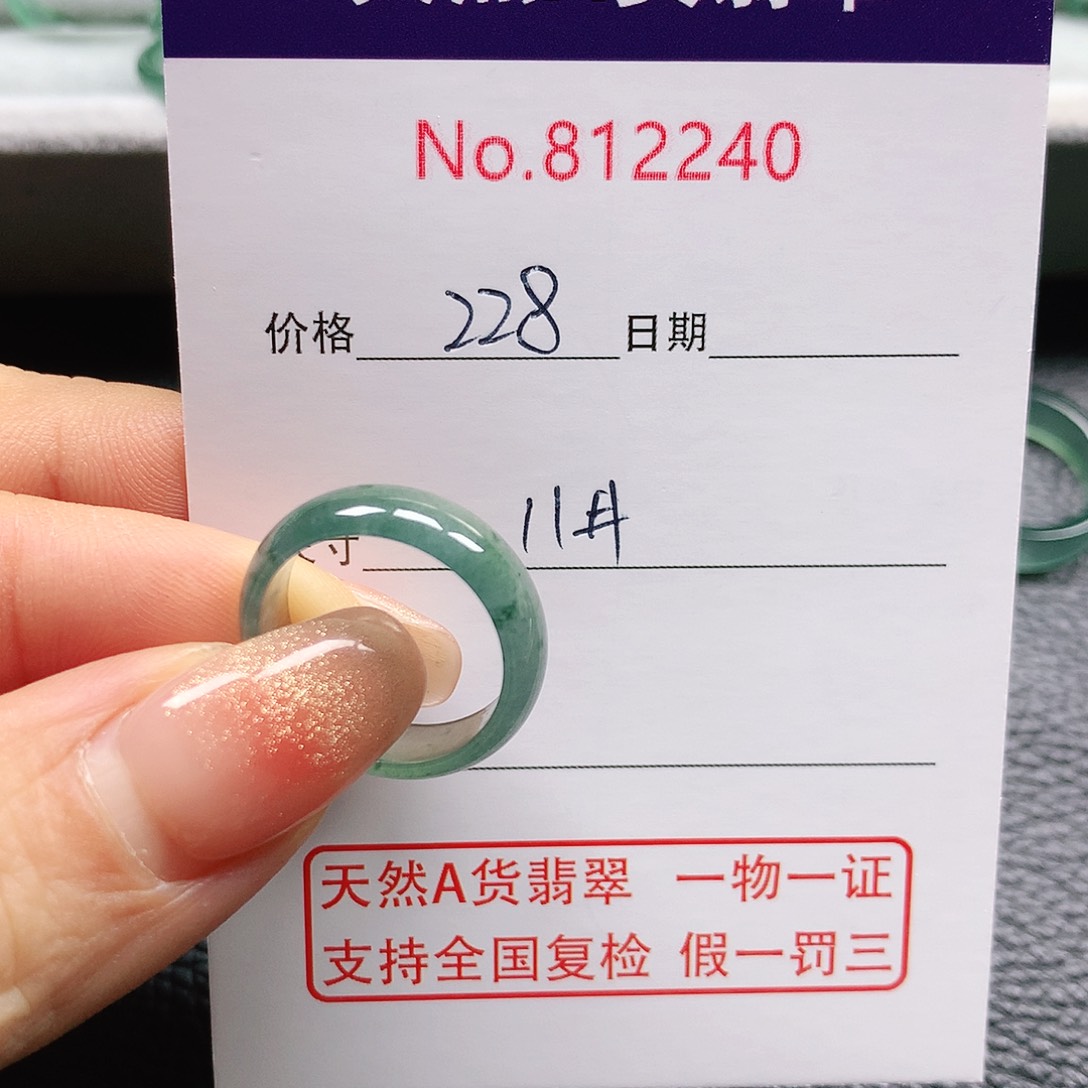 No.812240
价格 228 日期
寸 11#
天然A货翡翠 一物一证
支持全国复检 假一罚三